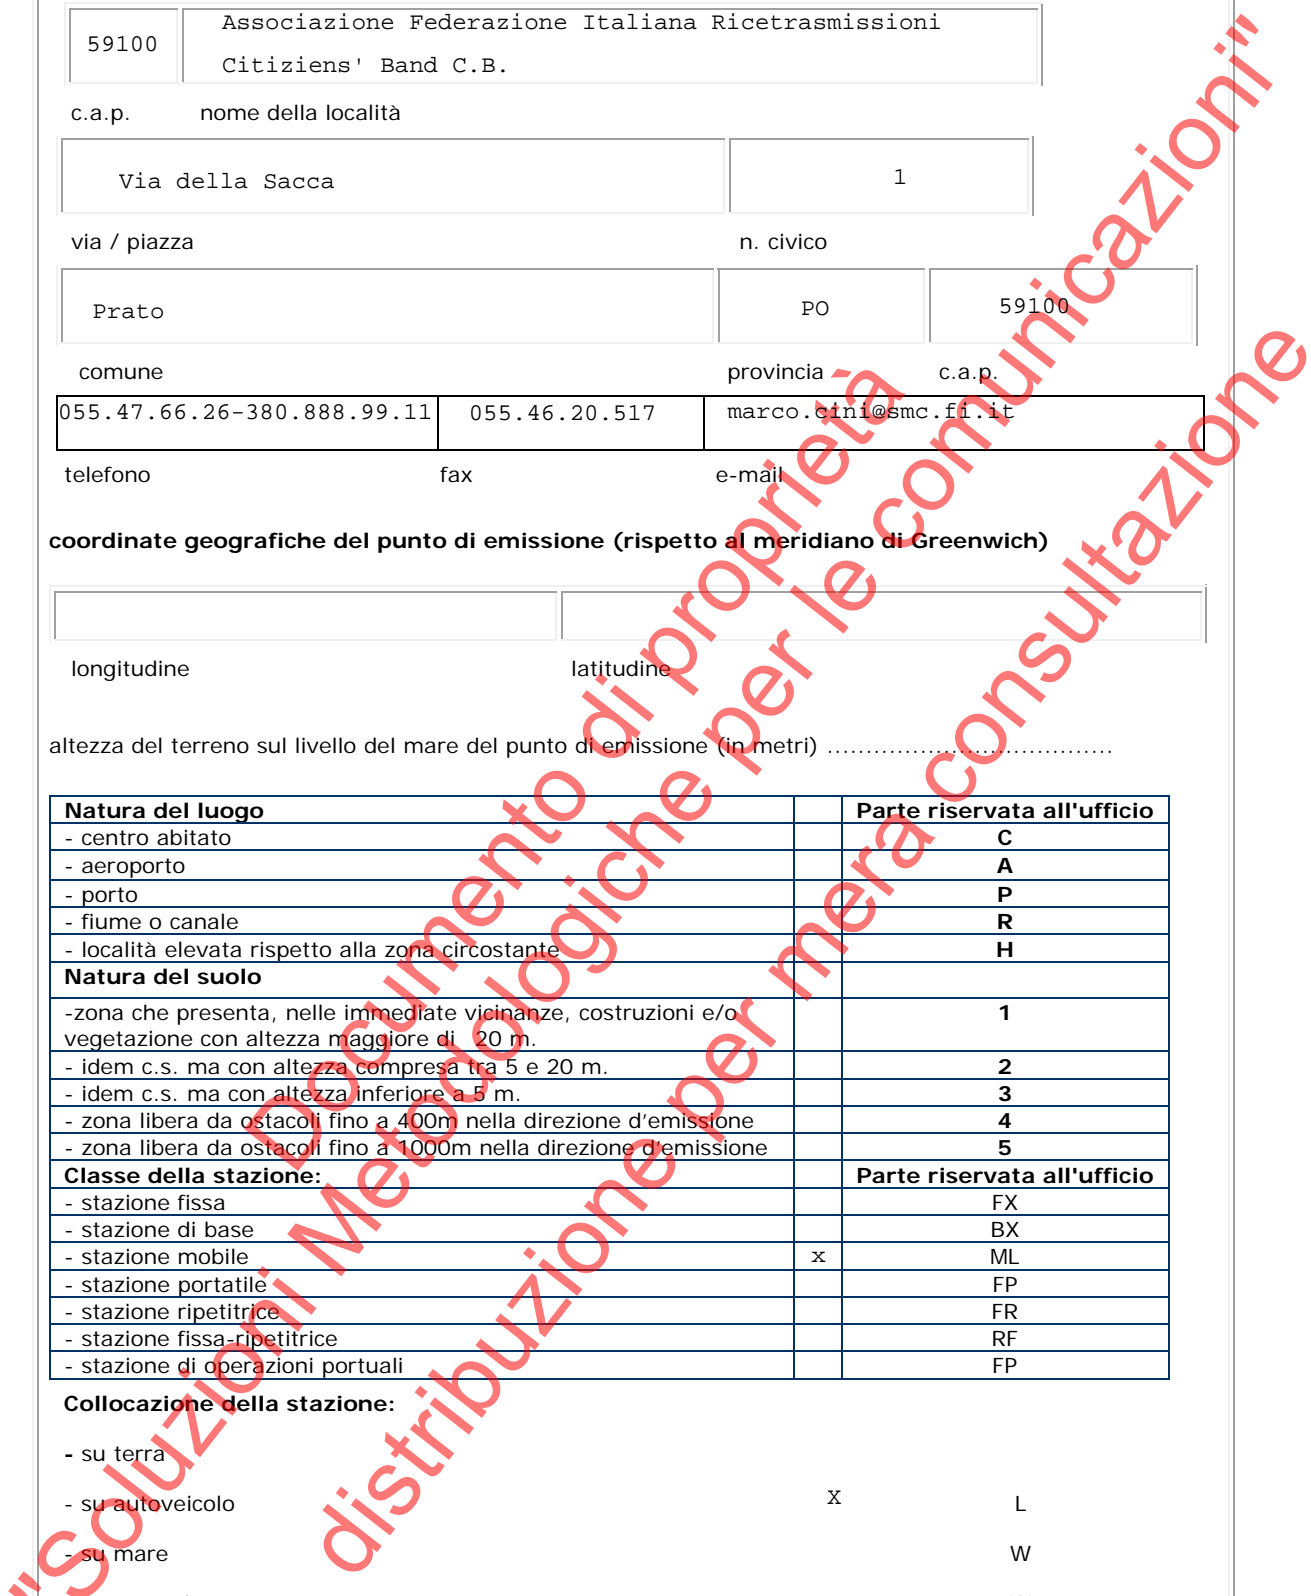 59100 Associazione Federazione Italiana Ricetrasmissioni
Citiziens' Band C.B.
c.a.p. nome della località
Via della Sacca 1
via / piazza n. civico
Prato PO 59100
comune provincia c.a.p.
055.47.66.26-380.888.99.11 055.46.20.517 marco.cini@smc.fi.it
telefono fax e-mail
coordinate geografiche del punto di emissione (rispetto al meridiano di Greenwich)
longitudine latitudine
altezza del terreno sul livello del mare del punto di emissione (in metri) .....................................
Natura del luogo Parte riservata all'ufficio
- centro abitato C
- aeroporto A
- porto P
- fiume o canale R
- località elevata rispetto alla zona circostante H
Natura del suolo
-zona che presenta, nelle immediate vicinanze, costruzioni e/o 1
vegetazione con altezza maggiore di 20 m.
- idem c.s. ma con altezza compresa tra 5 e 20 m. 2
- idem c.s. ma con altezza inferiore a 5 m. 3
- zona libera da ostacoli fino a 400m nella direzione d'emissione 4
- zona libera da ostacoli fino a 1000m nella direzione d'emissione 5
Classe della stazione: Parte riservata all'ufficio
- stazione fissa FX
- stazione di base BX
- stazione mobile x ML
- stazione portatile FP
- stazione ripetitrice FR
- stazione fissa-ripetitrice RF
- stazione di operazioni portuali FP
Collocazione della stazione:
- su terra
- su autoveicolo X L
- su mare W
Documento di proprietà
"Soluzioni Metodologiche per le comunicazioni"
distribuzione per mera consultazione